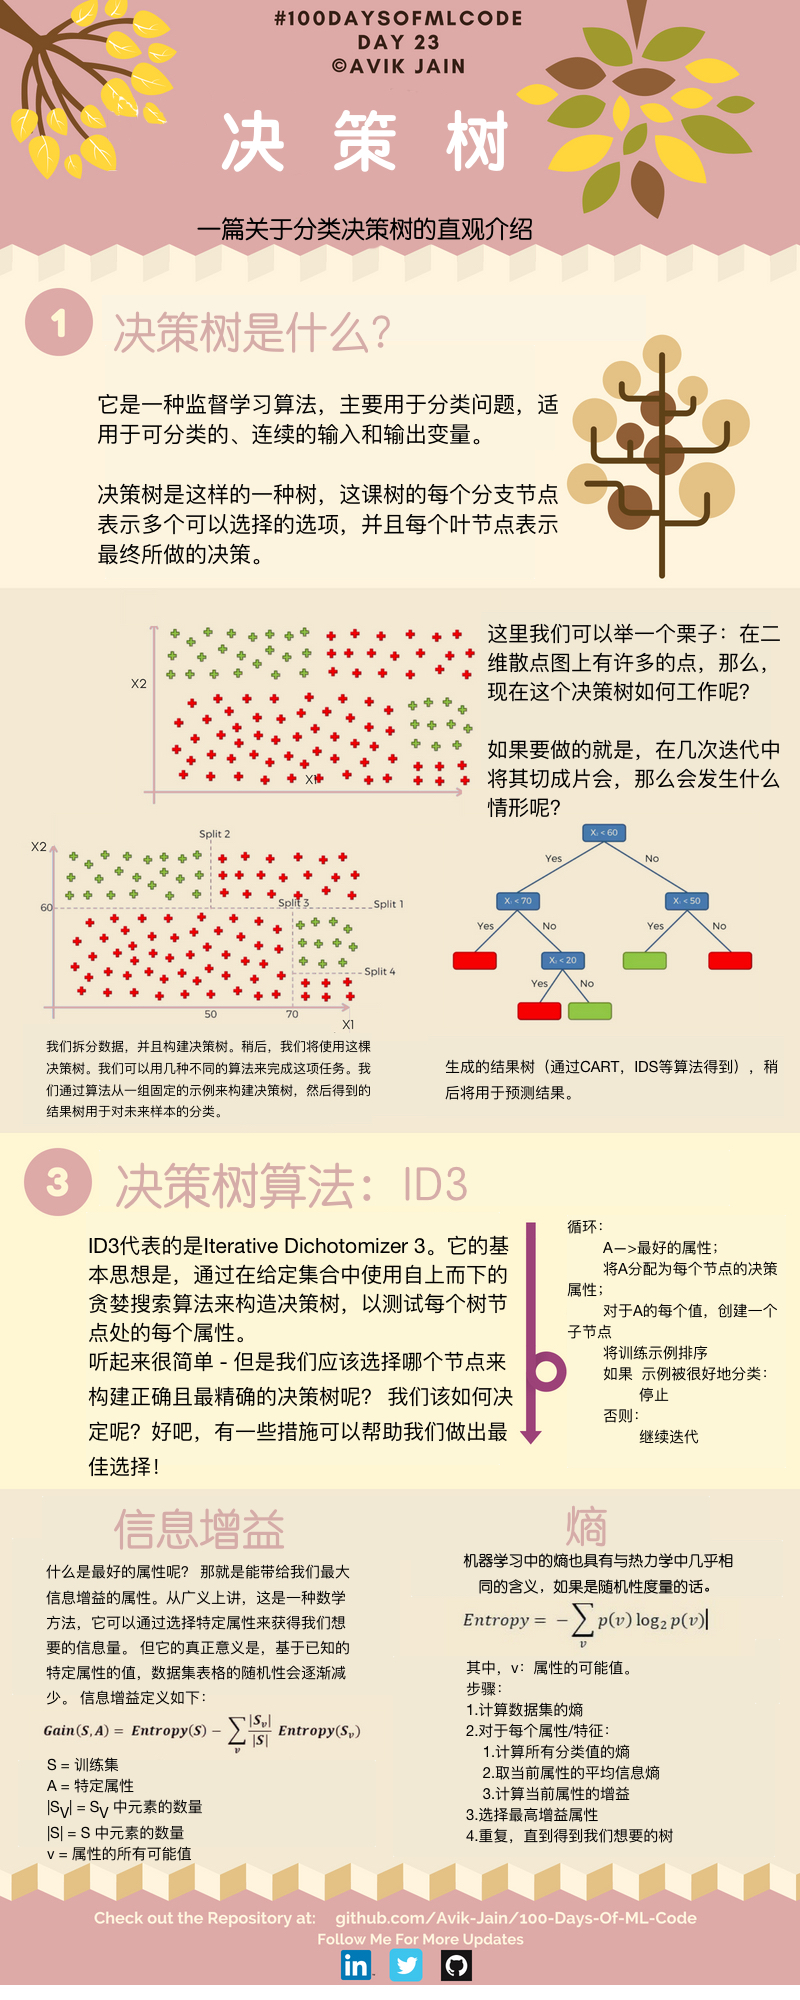 #100DAYSOFMLCODE
DAY 23
©AVIK JAIN
决 策 树
一篇关于分类决策树的直观介绍
1 决策树是什么?
它是一种监督学习算法，主要用于分类问题，适
用于可分类的、连续的输入和输出变量。
决策树是这样的一种树，这课树的每个分支节点
表示多个可以选择的选项，并且每个叶节点表示
最终所做的决策。
X2
X1
这里我们可以举一个栗子：在二
维散点图上有许多的点，那么，
现在这个决策树如何工作呢?
如果要做的就是，在几次迭代中
将其切成片会，那么会发生什么
情形呢?
X2
Split 2
60
Split 3
Split 1
Split 4
50
70
X1
X₂ < 60
Yes
No
X₁ < 70
X₁ < 50
Yes
No
Yes
No
X₂ < 20
Yes
No
我们拆分数据，并且构建决策树。稍后，我们将使用这棵
决策树。我们可以用几种不同的算法来完成这项任务。我
们通过算法从一组固定的示例来构建决策树，然后得到的
结果树用于对未来样本的分类。
生成的结果树（通过CART，IDS等算法得到），稍
后将用于预测结果。
3 决策树算法：ID3
ID3代表的是Iterative Dichotomizer 3。它的基
本思想是，通过在给定集合中使用自上而下的
贪婪搜索算法来构造决策树，以测试每个树节
点处的每个属性。
听起来很简单 - 但是我们应该选择哪个节点来
构建正确且最精确的决策树呢? 我们该如何决
定呢? 好吧，有一些措施可以帮助我们做出最
佳选择!
循环：
A—>最好的属性；
将A分配为每个节点的决策
属性；
对于A的每个值，创建一个
子节点
将训练示例排序
如果 示例被很好地分类：
停止
否则：
继续迭代
信息增益
什么是最好的属性呢? 那就是能带给我们最大
信息增益的属性。从广义上讲，这是一种数学
方法，它可以通过选择特定属性来获得我们想
要的信息量。 但它的真正意义是，基于已知的
特定属性的值，数据集表格的随机性会逐渐减
少。 信息增益定义如下：
Gain(S,A) = Entropy(S) − ∑_v |S_v|/|S| Entropy(S_v)
S = 训练集
A = 特定属性
|S_V| = S_V 中元素的数量
|S| = S 中元素的数量
v = 属性的所有可能值
熵
机器学习中的熵也具有与热力学中几乎相
同的含义，如果是随机性度量的话。
Entropy = − ∑_v p(v) log₂ p(v)
其中，v：属性的可能值。
步骤：
1.计算数据集的熵
2.对于每个属性/特征：
1.计算所有分类值的熵
2.取当前属性的平均信息熵
3.计算当前属性的增益
3.选择最高增益属性
4.重复，直到得到我们想要的树
Check out the Repository at: github.com/Avik-Jain/100-Days-Of-ML-Code
Follow Me For More Updates
in